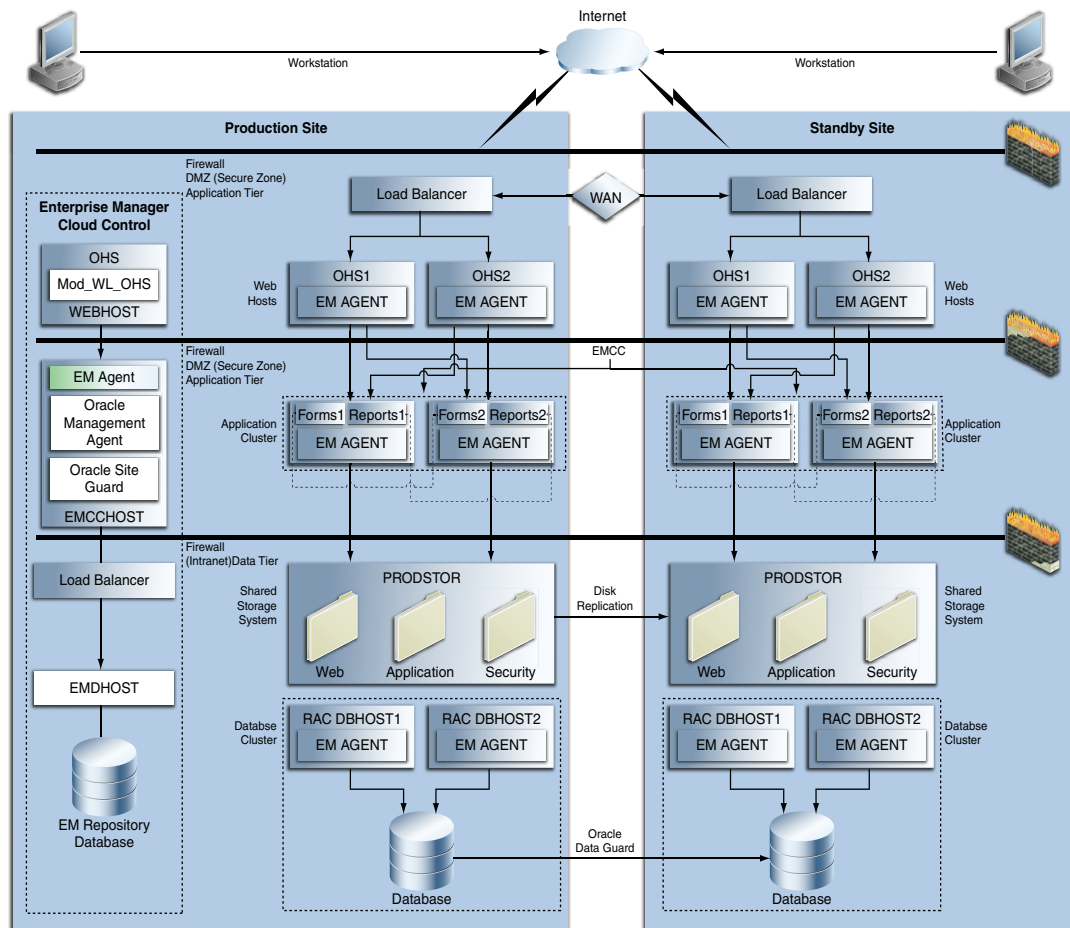 Internet
Workstation
Workstation
Production Site
Standby Site
Firewall
DMZ (Secure Zone)
Application Tier
Enterprise Manager
Cloud Control
OHS
Mod_WL_OHS
WEBHOST
Load Balancer
WAN
Load Balancer
Web
Hosts
OHS1
EM AGENT
OHS2
EM AGENT
OHS1
EM AGENT
OHS2
EM AGENT
Web
Hosts
Firewall
DMZ (Secure Zone)
Application Tier
EMCC
EM Agent
Oracle
Management
Agent
Oracle Site
Guard
EMCCHOST
Application
Cluster
Forms1
Reports1
EM AGENT
Forms2
Reports2
EM AGENT
Forms1
Reports1
EM AGENT
Forms2
Reports2
EM AGENT
Application
Cluster
Firewall
(Intranet)Data Tier
Load Balancer
EMDHOST
EM Repository
Database
Shared
Storage
System
PRODSTOR
Web
Application
Security
Disk
Replication
PRODSTOR
Web
Application
Security
Shared
Storage
System
Databse
Cluster
RAC DBHOST1
EM AGENT
RAC DBHOST2
EM AGENT
Database
Oracle
Data Guard
RAC DBHOST1
EM AGENT
RAC DBHOST2
EM AGENT
Databse
Cluster
Database